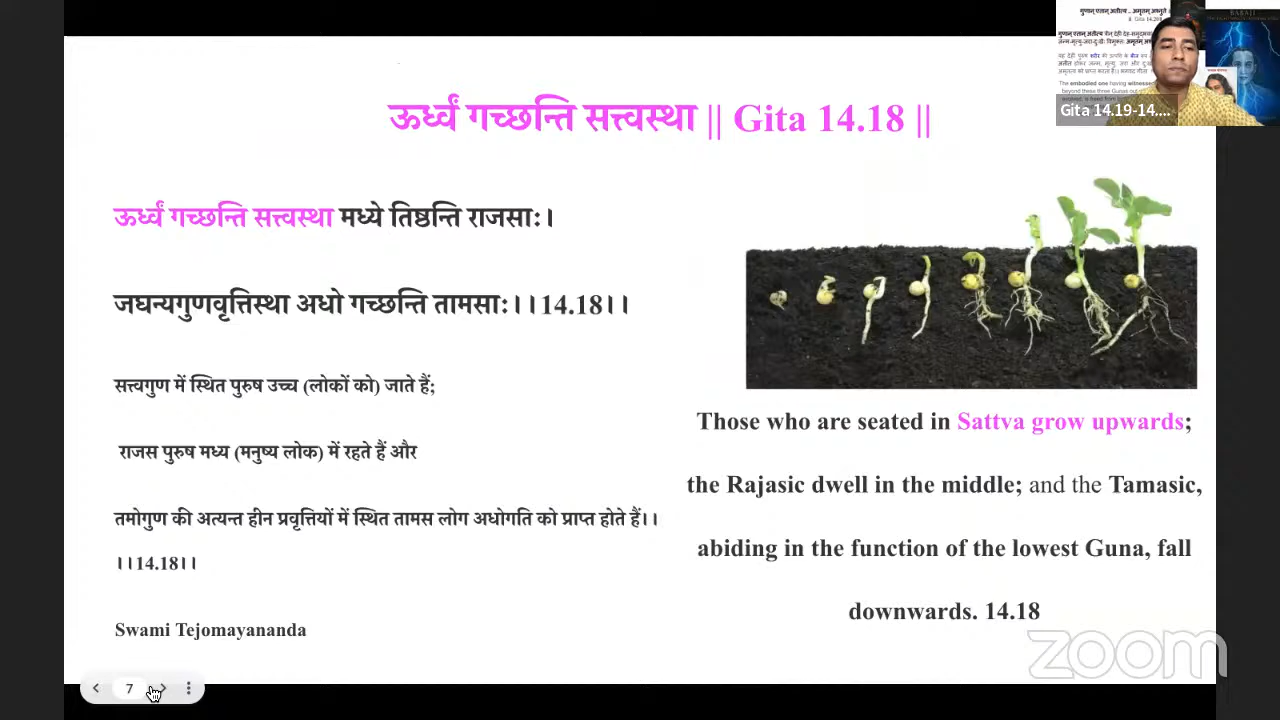 ऊर्ध्वं गच्छन्ति सत्त्वस्था || Gita 14.18 ||
ऊर्ध्वं गच्छन्ति सत्त्वस्था मध्ये तिष्ठन्ति राजसाः।
जघन्यगुणवृत्तिस्था अधो गच्छन्ति तामसाः।।14.18।।
सत्त्वगुण में स्थित पुरुष उच्च (लोकों को) जाते हैं;
राजस पुरुष मध्य (मनुष्य लोक) में रहते हैं और
तमोगुण की अत्यन्त हीन प्रवृत्तियों में स्थित तामस लोग अधोगति को प्राप्त होते हैं।।
।।14.18।।
Swami Tejomayananda
Those who are seated in Sattva grow upwards;
the Rajasic dwell in the middle; and the Tamasic,
abiding in the function of the lowest Guna, fall
downwards. 14.18
Gita 14.19-14....
BABAJI
zoom
7